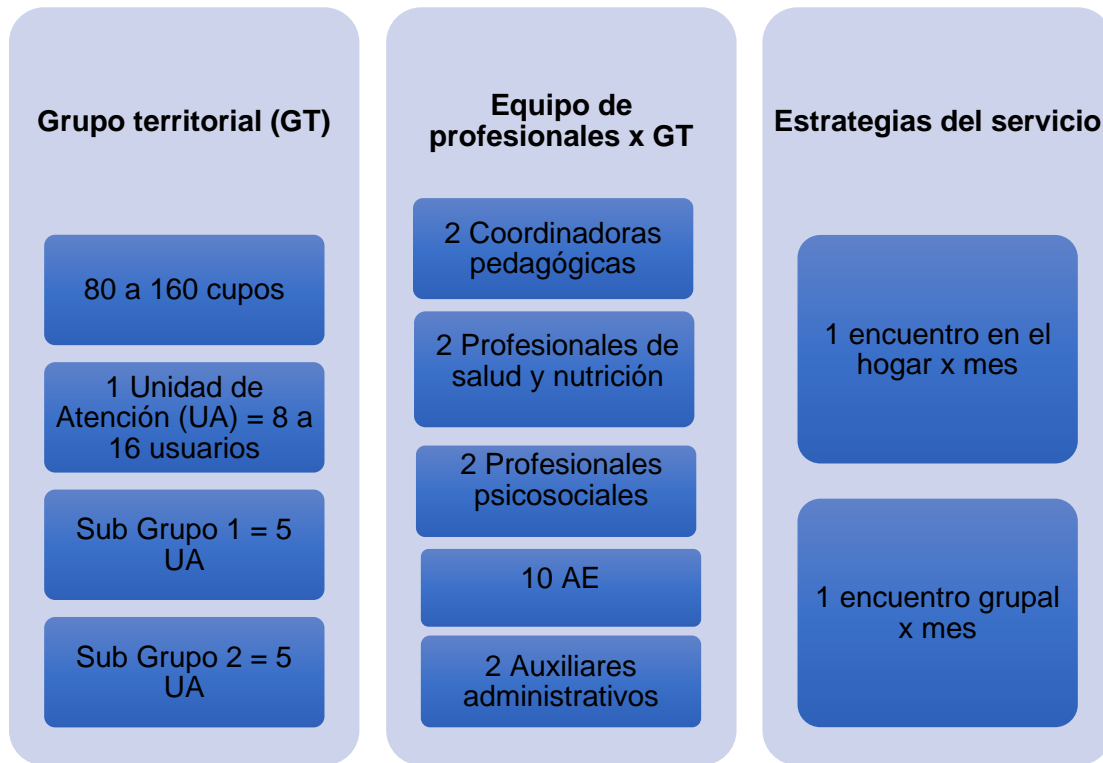 Grupo territorial (GT)
80 a 160 cupos
1 Unidad de
Atención (UA) = 8 a
16 usuarios
Sub Grupo 1 = 5
UA
Sub Grupo 2 = 5
UA
Equipo de
profesionales x GT
2 Coordinadoras
pedagógicas
2 Profesionales de
salud y nutrición
2 Profesionales
psicosociales
10 AE
2 Auxiliares
administrativos
Estrategias del servicio
1 encuentro en el
hogar x mes
1 encuentro grupal
x mes